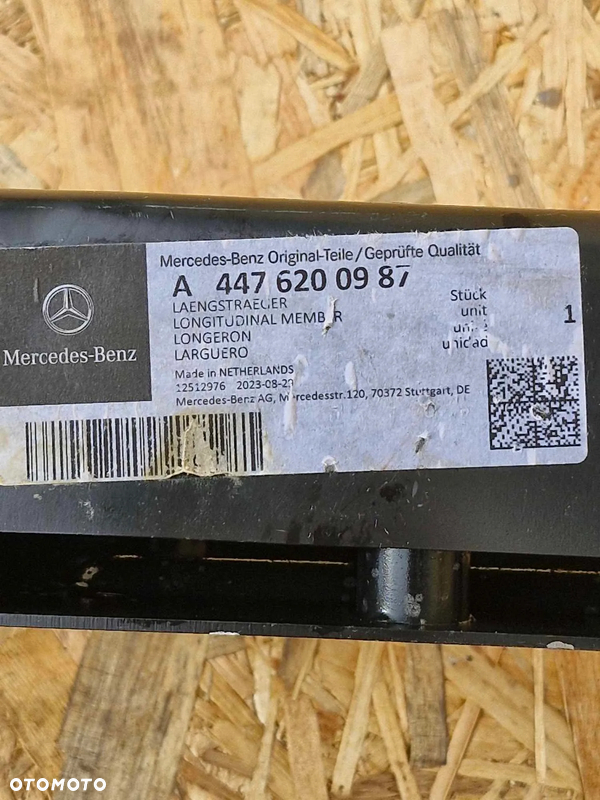 Mercedes-Benz Original-Teile/Geprüfte Qualität
A 447 620 09 87
LAENGSTRAEGER
LONGITUDINAL MEMBER
LONGERON
LARGUERO
Stück
unit
unidad
1
Mercedes-Benz
Made in NETHERLANDS
12512976
Mercedes-Benz AG, Mercedesstr.120, 70372 Stuttgart, DE
OTOMOTO